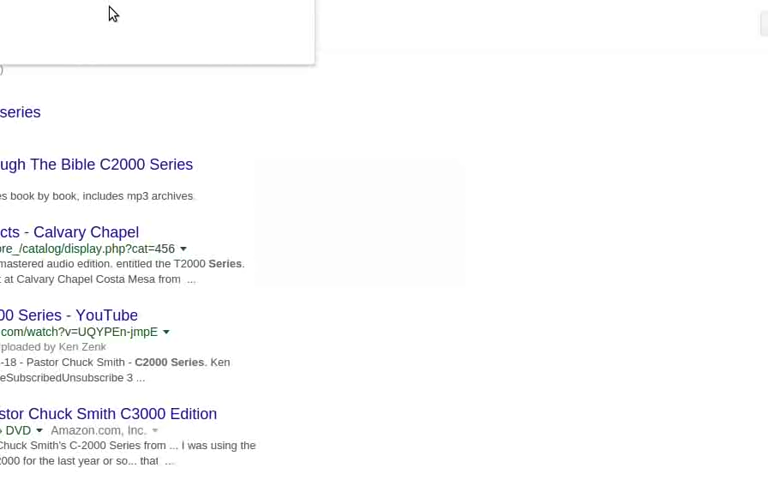 series
ugh The Bible C2000 Series
es book by book, includes mp3 archives.
cts - Calvary Chapel
ore_/catalog/display.php?cat=456
mastered audio edition. entitled the T2000 Series.
t at Calvary Chapel Costa Mesa from ...
00 Series - YouTube
.com/watch?v=UQYPEn-jmpE
ploaded by Ken Zenk
-18 - Pastor Chuck Smith - C2000 Series. Ken
eSubscribedUnsubscribe 3 ...
stor Chuck Smith C3000 Edition
› DVD Amazon.com, Inc.
Chuck Smith's C-2000 Series from ... I was using the
2000 for the last year or so... that ...